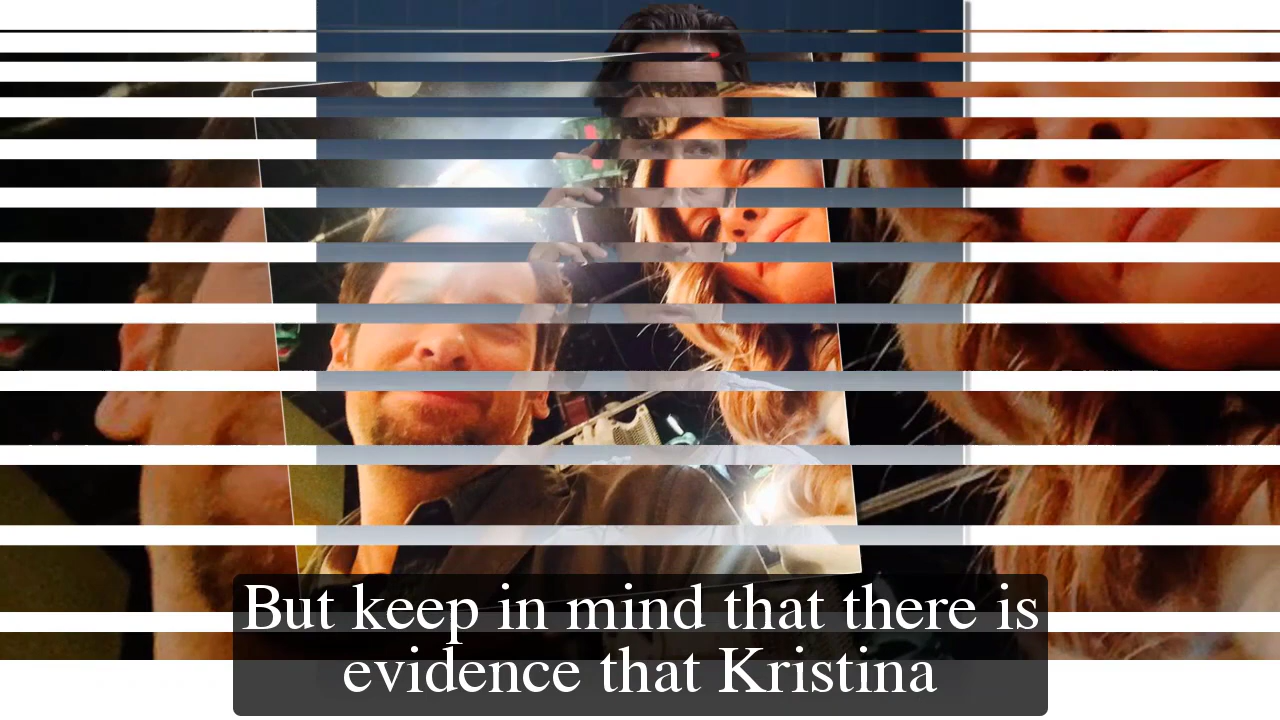 But keep in mind that there is
evidence that Kristina